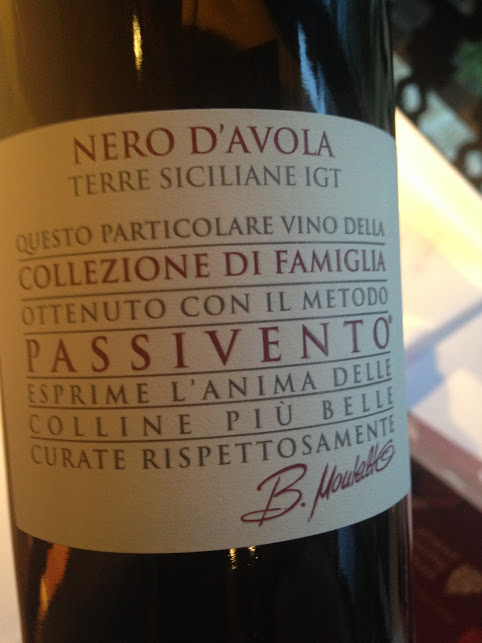 NERO D'AVOLA
TERRE SICILIANE IGT
QUESTO PARTICOLARE VINO DELLA
COLLEZIONE DI FAMIGLIA
OTTENUTO CON IL METODO
PASSIVENTO®
ESPRIME L'ANIMA DELLE
COLLINE PIÙ BELLE
CURATE RISPETTOSAMENTE
B.